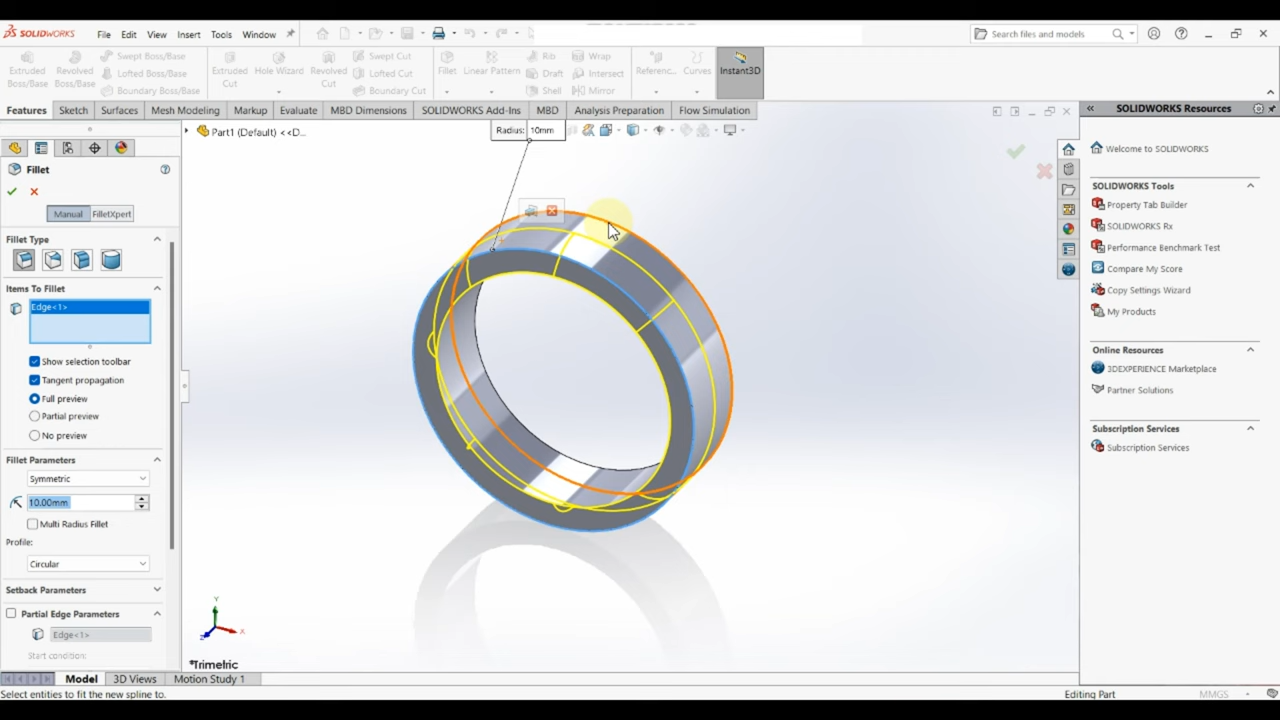 SOLIDWORKS File Edit View Insert Tools Window Search files and models
Extruded Boss/Base Revolved Boss/Base Swept Boss/Base Lofted Boss/Base Boundary Boss/Base Extruded Cut Hole Wizard Revolved Cut Swept Cut Lofted Cut Boundary Cut Fillet Linear Pattern Rib Draft Shell Wrap Intersect Mirror Referenc... Curves Instant3D
Features Sketch Surfaces Mesh Modeling Markup Evaluate MBD Dimensions SOLIDWORKS Add-Ins MBD Analysis Preparation Flow Simulation
SOLIDWORKS Resources
Part1 (Default) <<D...
Radius: 10mm
Fillet
Manual FilletXpert
Fillet Type
Items To Fillet
Edge<1>
Show selection toolbar
Tangent propagation
Full preview
Partial preview
No preview
Fillet Parameters
Symmetric
10.00mm
Multi Radius Fillet
Profile:
Circular
Setback Parameters
Partial Edge Parameters
Edge<1>
Start condition:
Y
X
Z
*Trimetric
Welcome to SOLIDWORKS
SOLIDWORKS Tools
Property Tab Builder
SOLIDWORKS Rx
Performance Benchmark Test
Compare My Score
Copy Settings Wizard
My Products
Online Resources
3DEXPERIENCE Marketplace
Partner Solutions
Subscription Services
Subscription Services
Model 3D Views Motion Study 1
Select entities to fit the new spline to. Editing Part MMGS